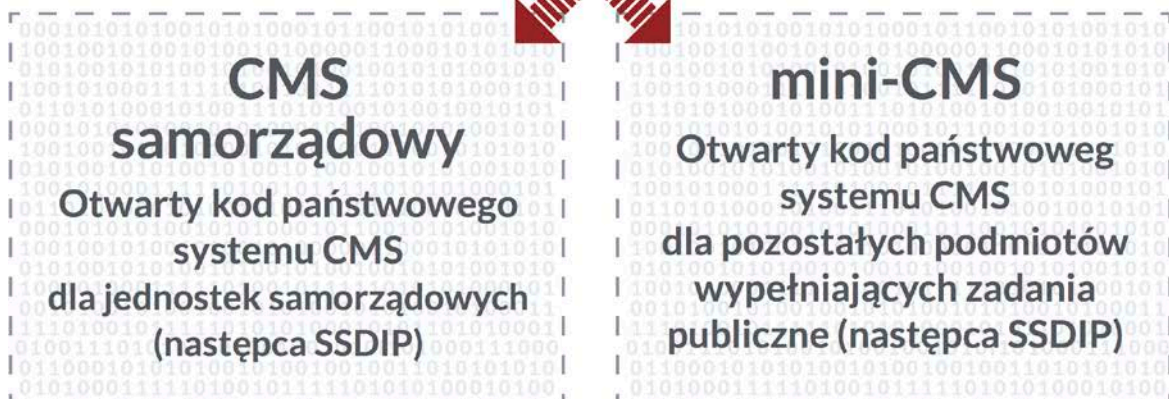 CMS
samorządowy
Otwarty kod państwowego
systemu CMS
dla jednostek samorządowych
(następca SSDIP)
mini-CMS
Otwarty kod państwoweg
systemu CMS
dla pozostałych podmiotów
wypełniających zadania
publiczne (następca SSDIP)